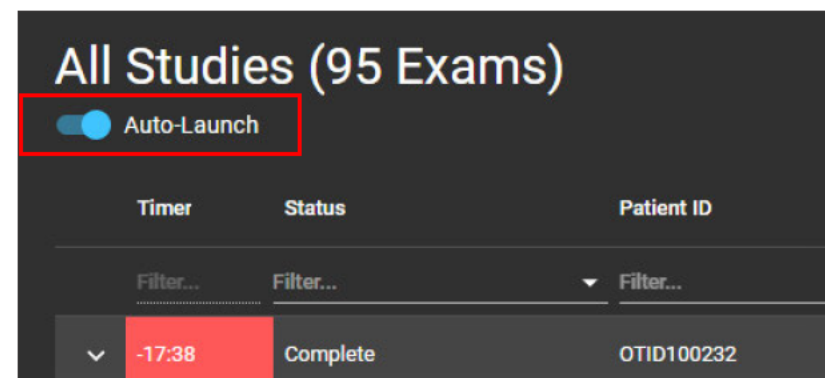 All Studies (95 Exams)
Auto-Launch
Timer Status Patient ID
Filter... Filter... Filter...
-17:38 Complete OTID100232